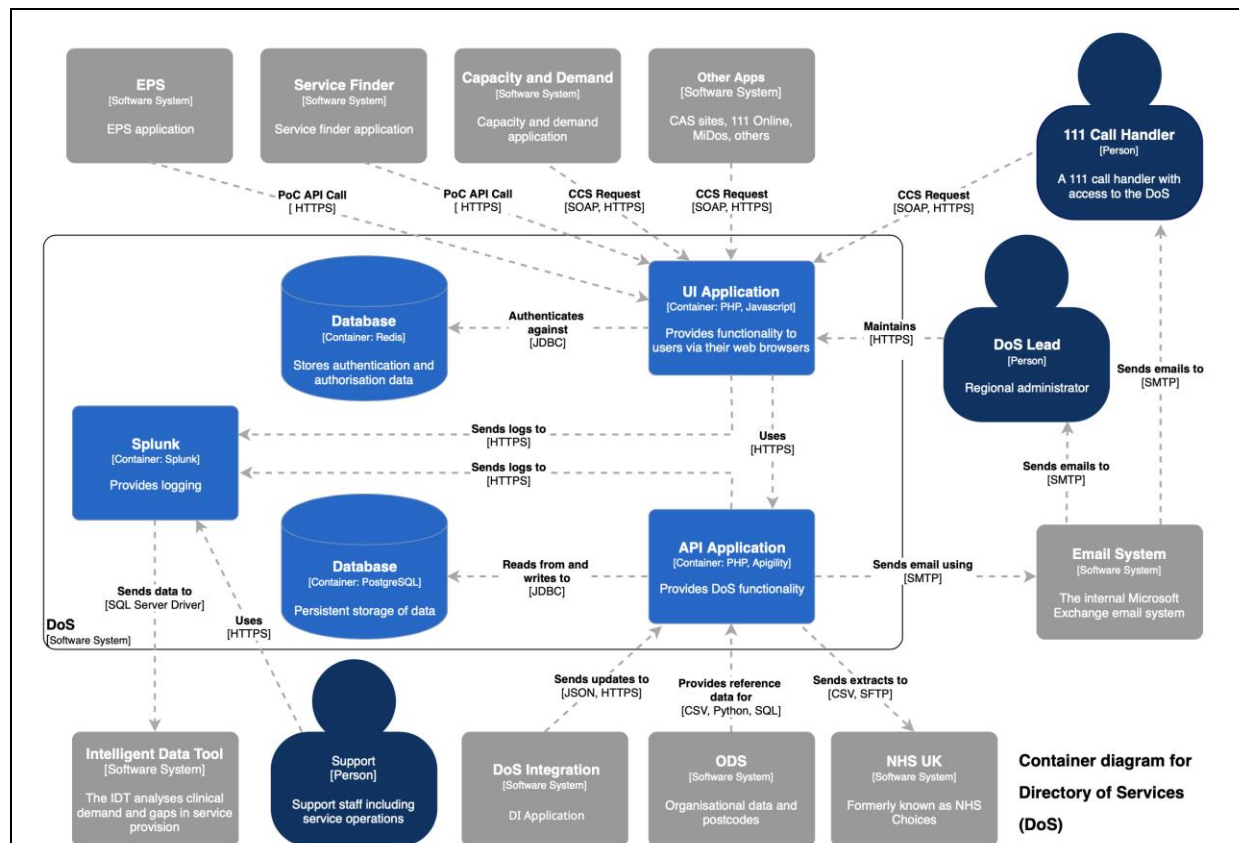 EPS
[Software System]
EPS application
Service Finder
[Software System]
Service finder application
Capacity and Demand
[Software System]
Capacity and demand
application
Other Apps
[Software System]
CAS sites, 111 Online,
MiDos, others
111 Call Handler
[Person]
A 111 call handler with
access to the DoS
PoC API Call
[ HTTPS]
PoC API Call
[ HTTPS]
CCS Request
[SOAP, HTTPS]
CCS Request
[SOAP, HTTPS]
CCS Request
[SOAP, HTTPS]
Database
[Container: Redis]
Stores authentication and
authorisation data
Authenticates
against
[JDBC]
UI Application
[Container: PHP, Javascript]
Provides functionality to
users via their web browsers
Maintains
[HTTPS]
DoS Lead
[Person]
Regional administrator
Sends emails to
[SMTP]
Splunk
[Container: Splunk]
Provides logging
Sends logs to
[HTTPS]
Uses
[HTTPS]
Sends logs to
[HTTPS]
Sends emails to
[SMTP]
Database
[Container: PostgreSQL]
Persistent storage of data
Reads from and
writes to
[JDBC]
API Application
[Container: PHP, Apigility]
Provides DoS functionality
Sends email using
[SMTP]
Email System
[Software System]
The internal Microsoft
Exchange email system
Sends data to
[SQL Server Driver]
Uses
[HTTPS]
DoS
[Software System]
Sends updates to
[JSON, HTTPS]
Provides reference
data for
[CSV, Python, SQL]
Sends extracts to
[CSV, SFTP]
Intelligent Data Tool
[Software System]
The IDT analyses clinical
demand and gaps in service
provision
Support
[Person]
Support staff including
service operations
DoS Integration
[Software System]
DI Application
ODS
[Software System]
Organisational data and
postcodes
NHS UK
[Software System]
Formerly known as NHS
Choices
Container diagram for
Directory of Services
(DoS)